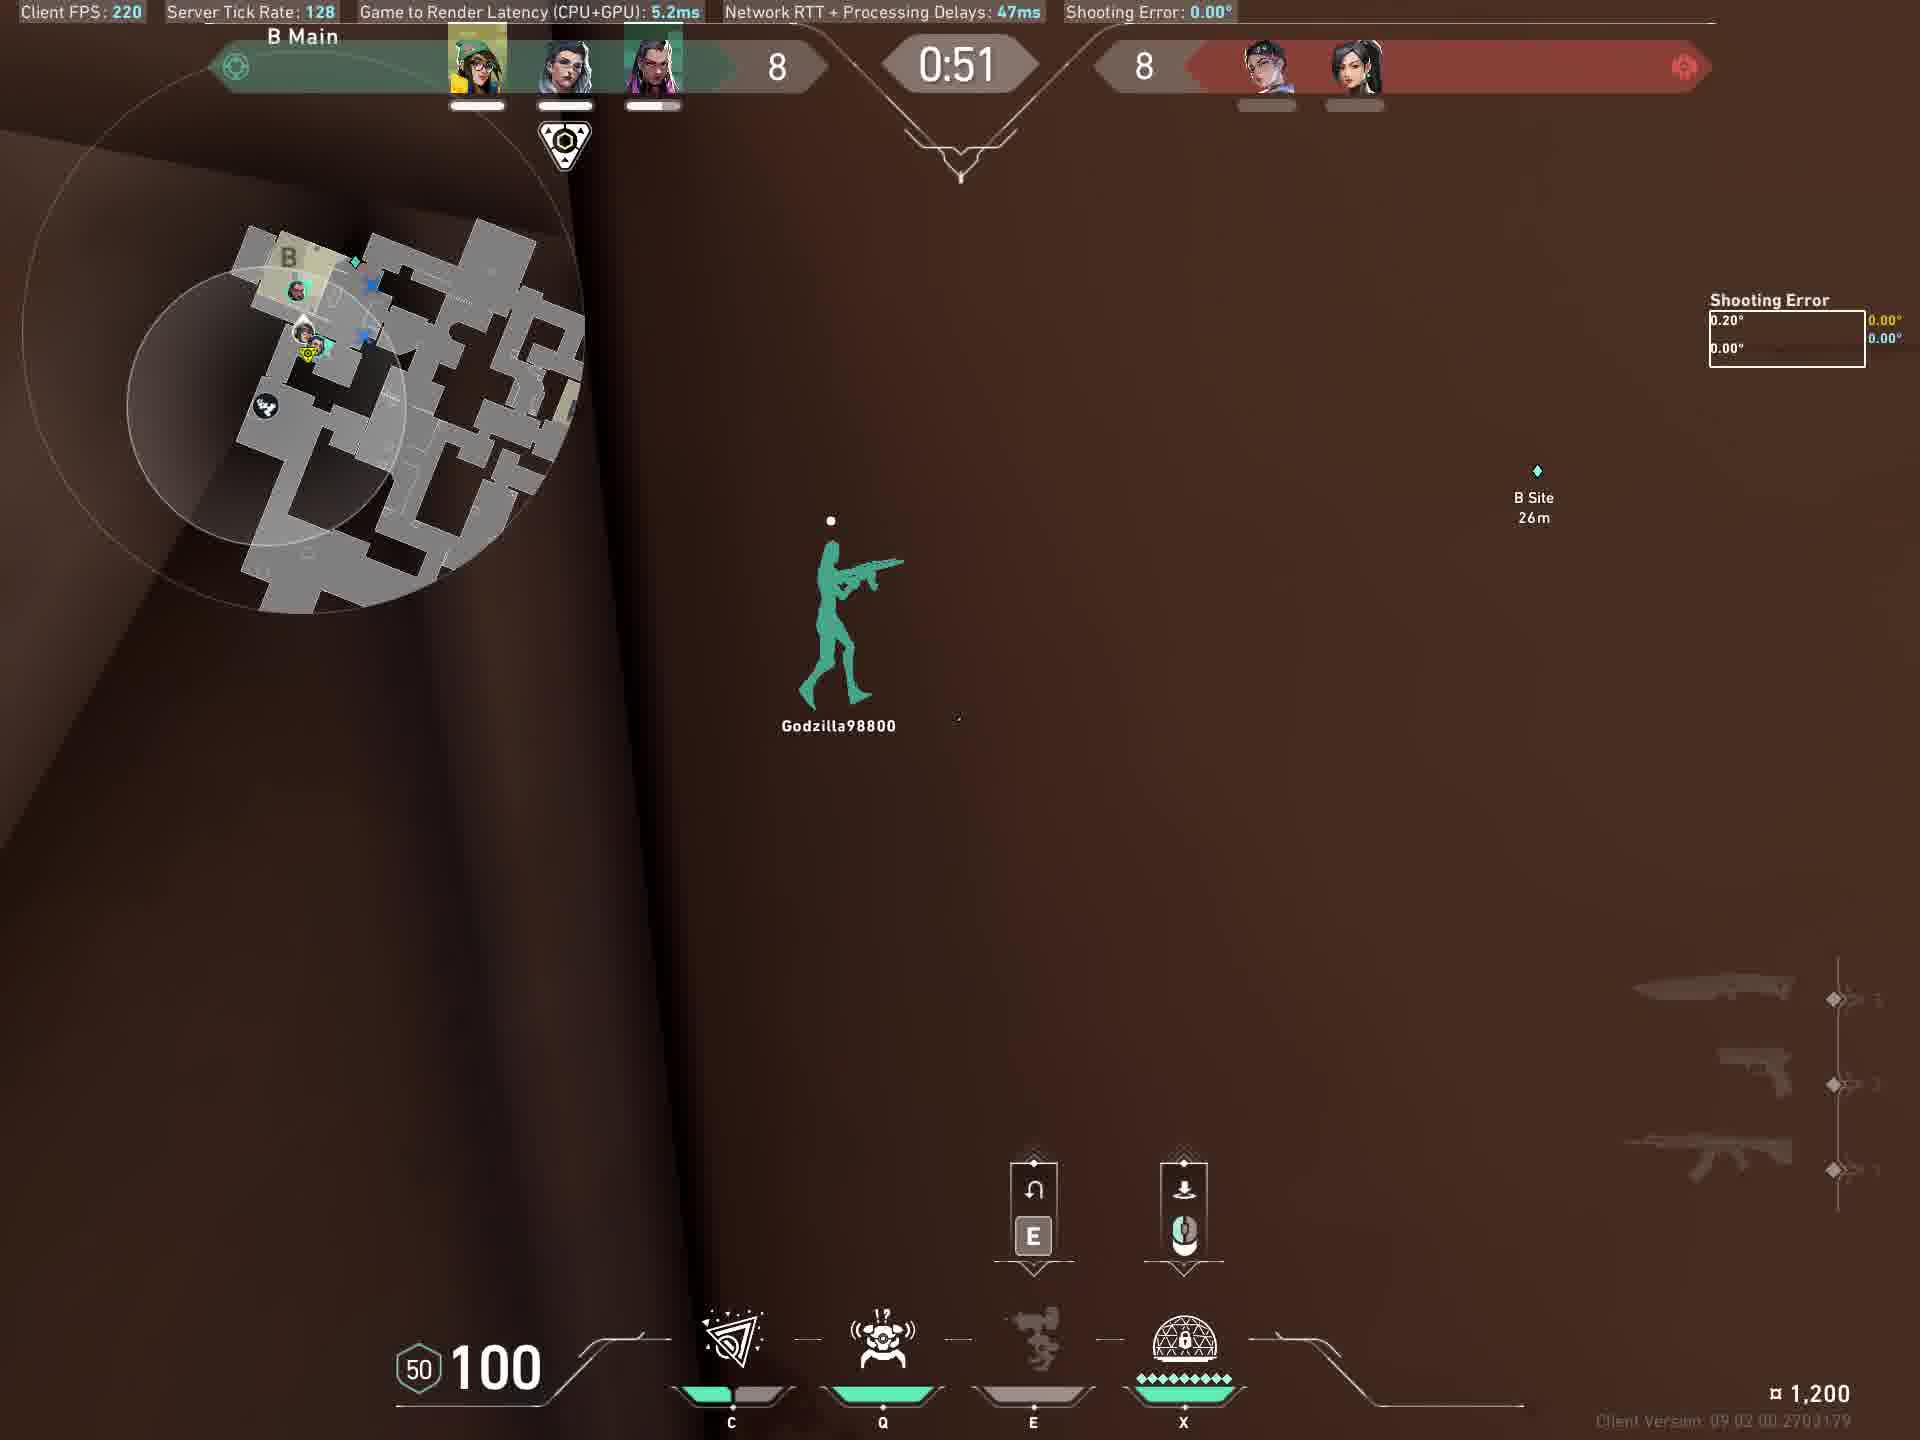 Client FPS: 220
Server Tick Rate: 128
Game to Render Latency (CPU+GPU): 5.2ms
Network RTT + Processing Delays: 47ms
Shooting Error: 0.00°
B Main
8
0:51
8
B
Shooting Error
0.20°
0.00°
0.00°
0.00°
B Site
26m
Godzilla98800
E
50
100
C
Q
E
X
¤ 1,200
Client Version: 09.02.00.2703179